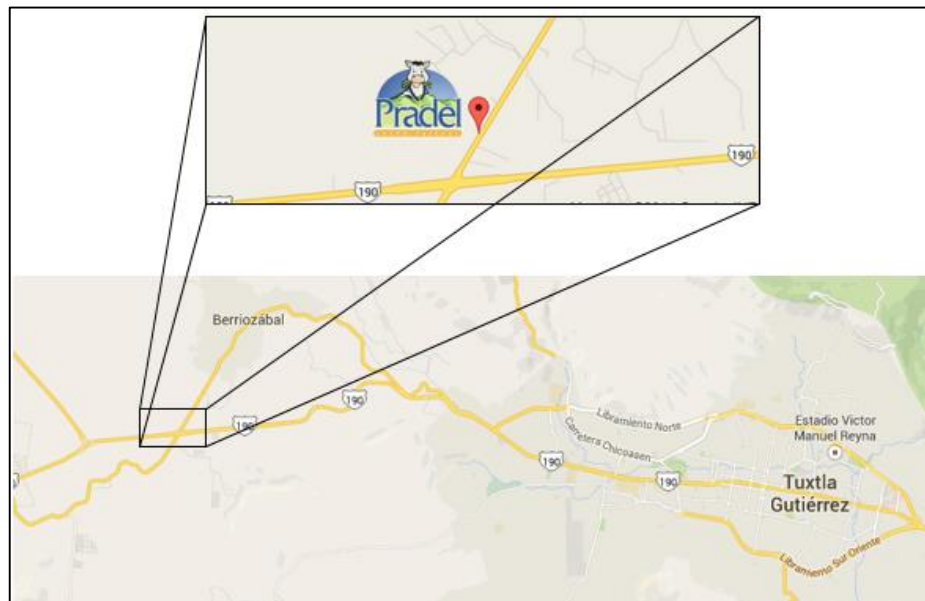 Pradel
190
190
Berriozábal
190
190
Libramiento Norte
Carretera Chicoasen
Estadio Victor
Manuel Reyna
190
190
Tuxtla
Gutiérrez
Libramiento Sur Oriente